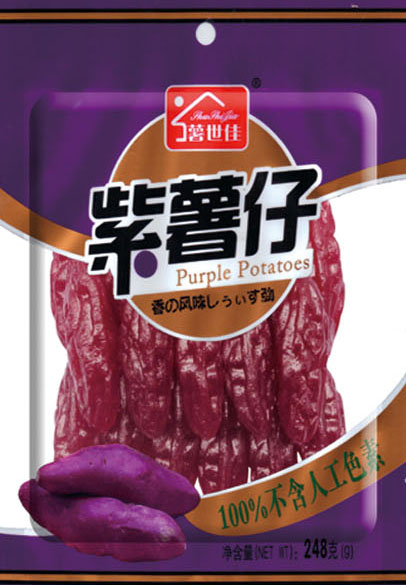 ®
ShuShiJia
薯世佳
紫薯仔
Purple Potatoes
香の风味しぅぃす劲
100%不含人工色素
净含量(NET WT): 248克(g)